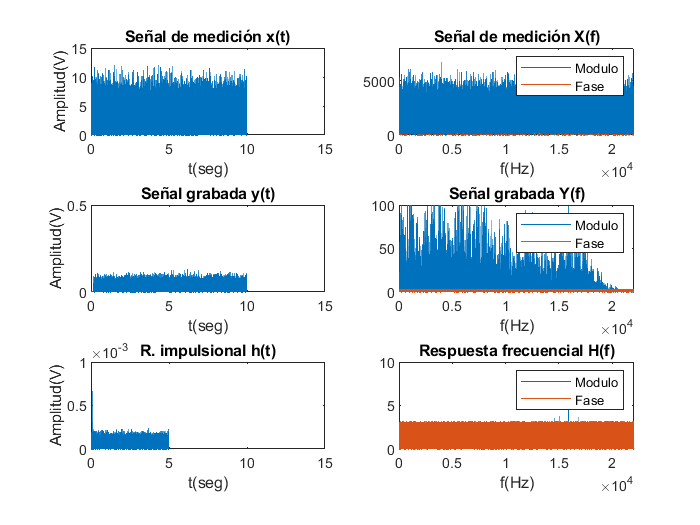 Señal de medición x(t)
15
10
5
0
Amplitud(V)
0 5 10 15
t(seg)
Señal de medición X(f)
5000
0
Modulo
Fase
0 0.5 1 1.5 2
f(Hz)
×10^4
Señal grabada y(t)
0.5
0
Amplitud(V)
0 5 10 15
t(seg)
Señal grabada Y(f)
100
50
0
Modulo
Fase
0 0.5 1 1.5 2
f(Hz)
×10^4
R. impulsional h(t)
×10^-3
1
0.5
0
Amplitud(V)
0 5 10 15
t(seg)
Respuesta frecuencial H(f)
10
5
0
Modulo
Fase
0 0.5 1 1.5 2
f(Hz)
×10^4